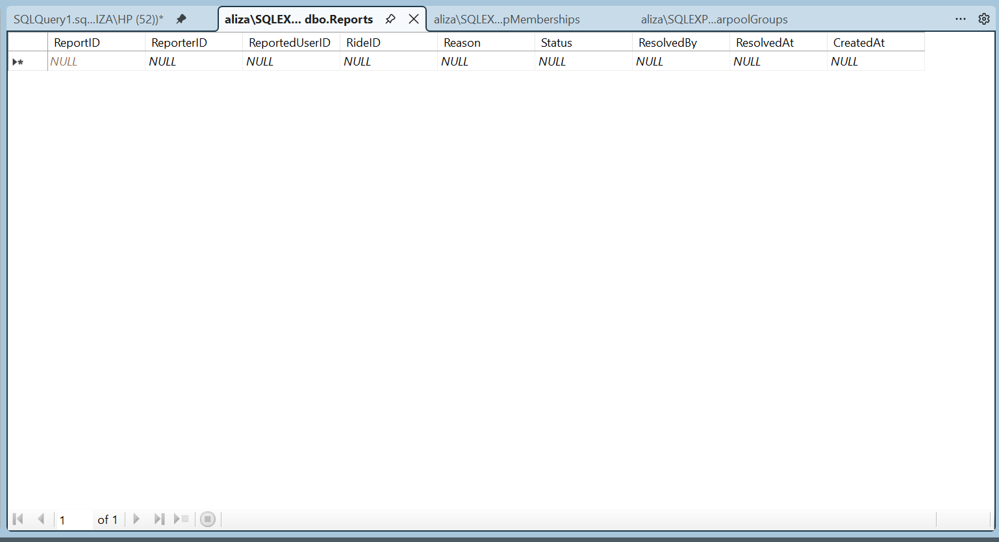 SQLQuery1.sq...IZA\HP (52))* aliza\SQLEX... dbo.Reports aliza\SQLEX...pMemberships aliza\SQLEXP...arpoolGroups
ReportID ReporterID ReportedUserID RideID Reason Status ResolvedBy ResolvedAt CreatedAt
NULL NULL NULL NULL NULL NULL NULL NULL NULL
1 of 1